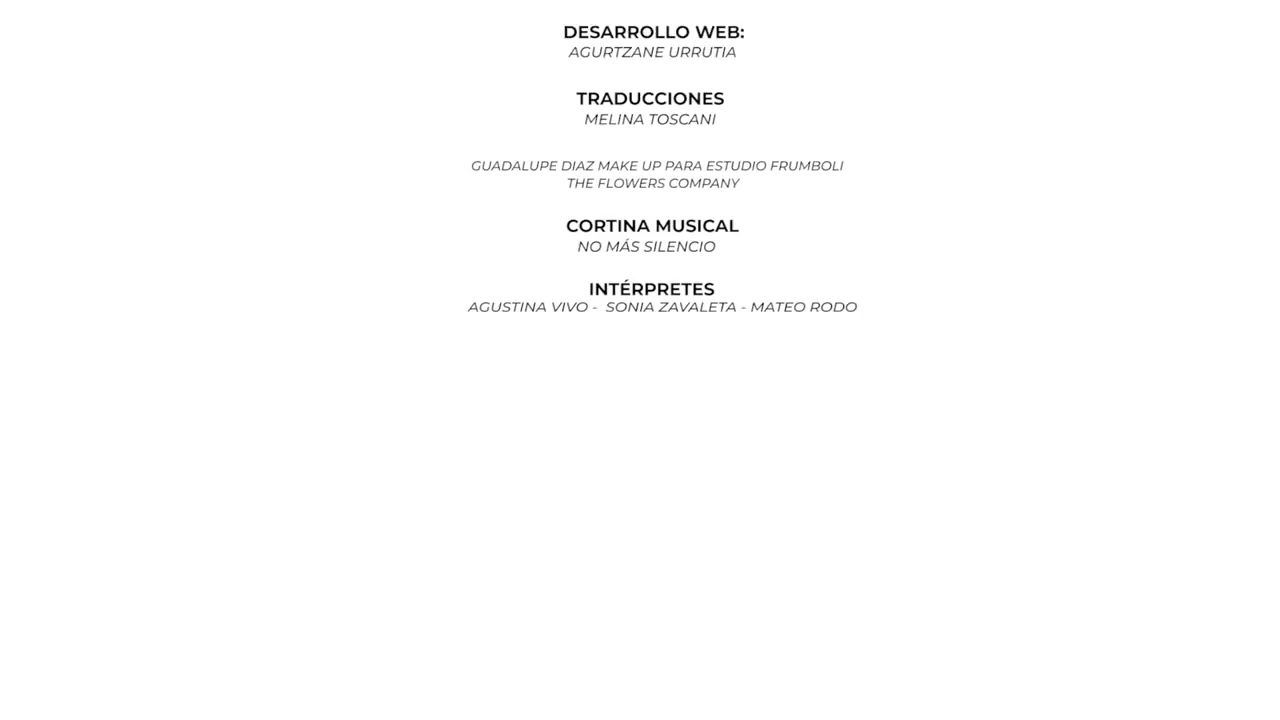 DESARROLLO WEB:
AGURTZANE URRUTIA
TRADUCCIONES
MELINA TOSCANI
GUADALUPE DIAZ MAKE UP PARA ESTUDIO FRUMBOLI
THE FLOWERS COMPANY
CORTINA MUSICAL
NO MÁS SILENCIO
INTÉRPRETES
AGUSTINA VIVO -  SONIA ZAVALETA - MATEO RODO